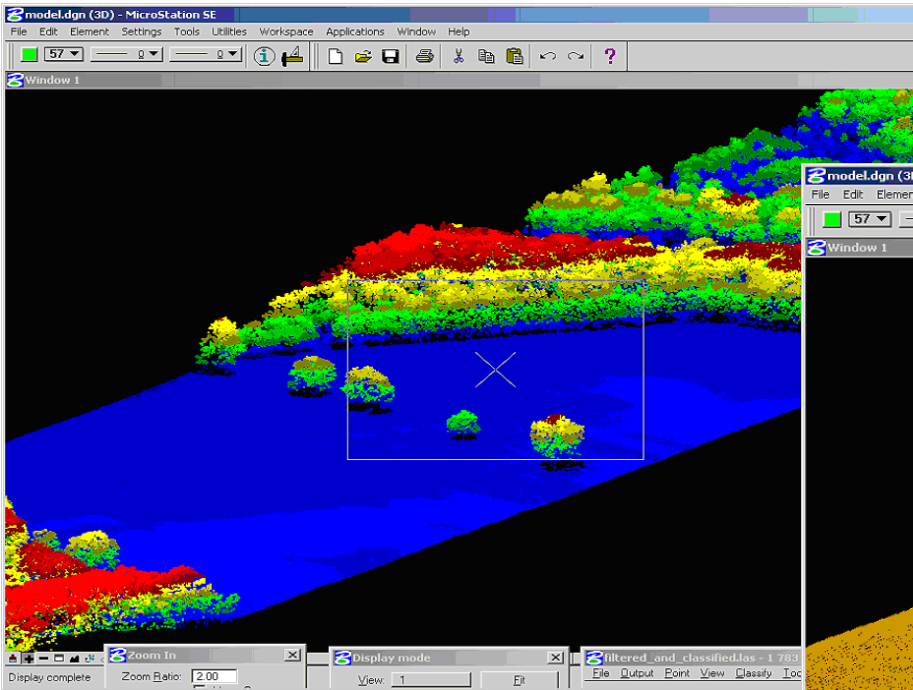 model.dgn (3D) - MicroStation SE
File Edit Element Settings Tools Utilities Workspace Applications Window Help
57 0 0
Window 1
model.dgn (3D
File Edit Elemen
57
Window 1
Zoom In
Display mode
filtered_and_classified.las - 1 783
Display complete
Zoom Ratio: 2.00
View: 1
Fit
File Output Point View Classify Too